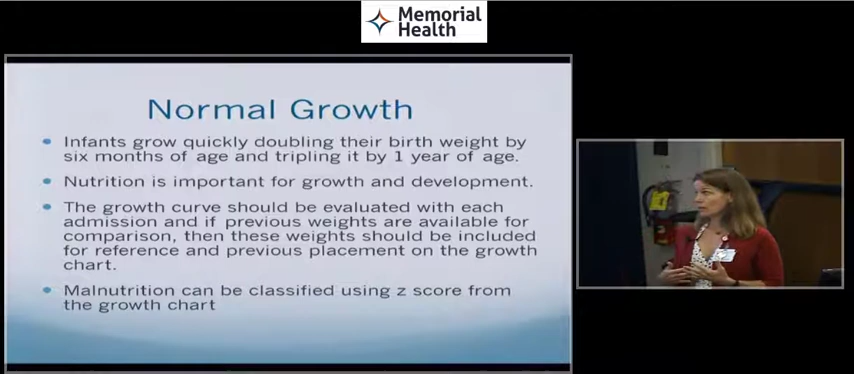 Memorial
Health
Normal Growth
Infants grow quickly doubling their birth weight by
six months of age and tripling it by 1 year of age.
Nutrition is important for growth and development.
The growth curve should be evaluated with each
admission and if previous weights are available for
comparison, then these weights should be included
for reference and previous placement on the growth
chart.
Malnutrition can be classified using z score from
the growth chart